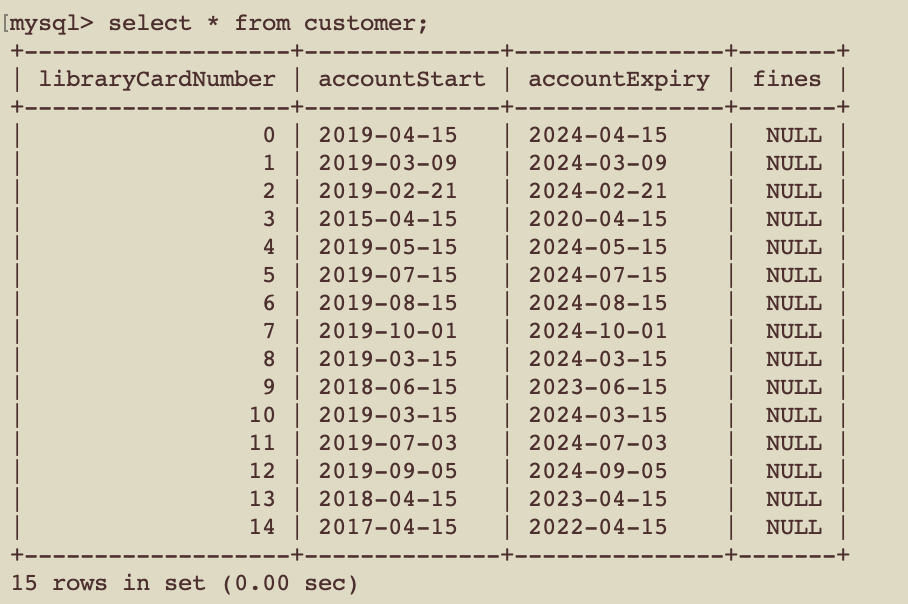 [mysql> select * from customer;
+-------------------+--------------+---------------+-------+
| libraryCardNumber | accountStart | accountExpiry | fines |
+-------------------+--------------+---------------+-------+
|                 0 | 2019-04-15   | 2024-04-15    |  NULL |
|                 1 | 2019-03-09   | 2024-03-09    |  NULL |
|                 2 | 2019-02-21   | 2024-02-21    |  NULL |
|                 3 | 2015-04-15   | 2020-04-15    |  NULL |
|                 4 | 2019-05-15   | 2024-05-15    |  NULL |
|                 5 | 2019-07-15   | 2024-07-15    |  NULL |
|                 6 | 2019-08-15   | 2024-08-15    |  NULL |
|                 7 | 2019-10-01   | 2024-10-01    |  NULL |
|                 8 | 2019-03-15   | 2024-03-15    |  NULL |
|                 9 | 2018-06-15   | 2023-06-15    |  NULL |
|                10 | 2019-03-15   | 2024-03-15    |  NULL |
|                11 | 2019-07-03   | 2024-07-03    |  NULL |
|                12 | 2019-09-05   | 2024-09-05    |  NULL |
|                13 | 2018-04-15   | 2023-04-15    |  NULL |
|                14 | 2017-04-15   | 2022-04-15    |  NULL |
+-------------------+--------------+---------------+-------+
15 rows in set (0.00 sec)